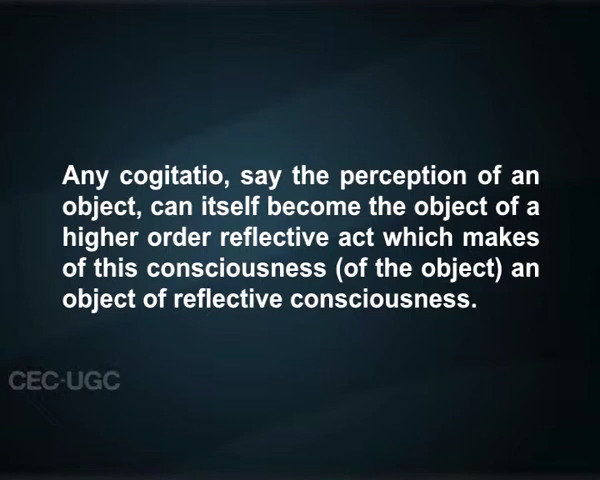 Any cogitatio, say the perception of an
object, can itself become the object of a
higher order reflective act which makes
of this consciousness (of the object) an
object of reflective consciousness.
CEC-UGC